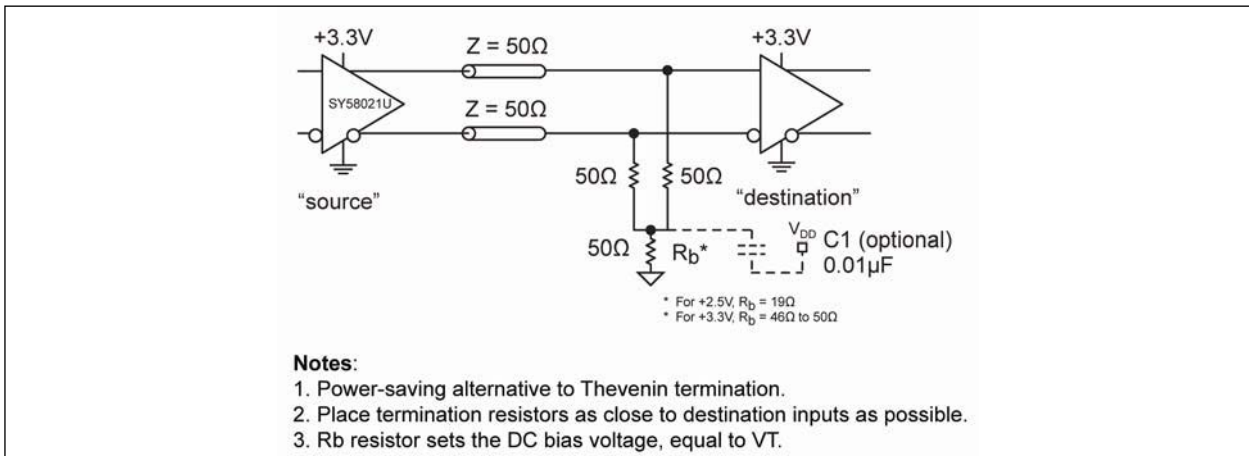 +3.3V
Z = 50Ω
+3.3V
SY58021U
Z = 50Ω
50Ω
50Ω
"source"
"destination"
50Ω
Rb*
VDD
C1 (optional)
0.01µF
* For +2.5V, Rb = 19Ω
* For +3.3V, Rb = 46Ω to 50Ω
Notes:
1. Power-saving alternative to Thevenin termination.
2. Place termination resistors as close to destination inputs as possible.
3. Rb resistor sets the DC bias voltage, equal to VT.